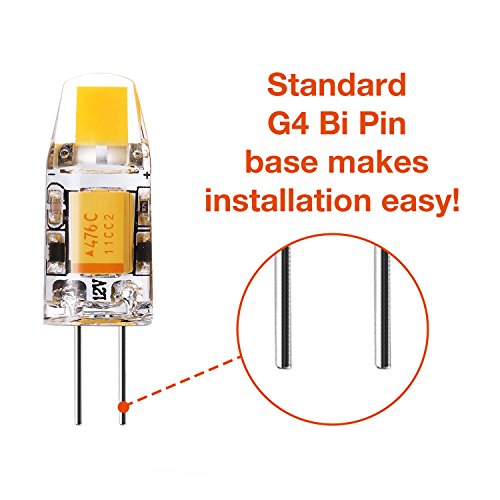 Standard
G4 Bi Pin
base makes
installation easy!
▲476C
11CC2
12V
+